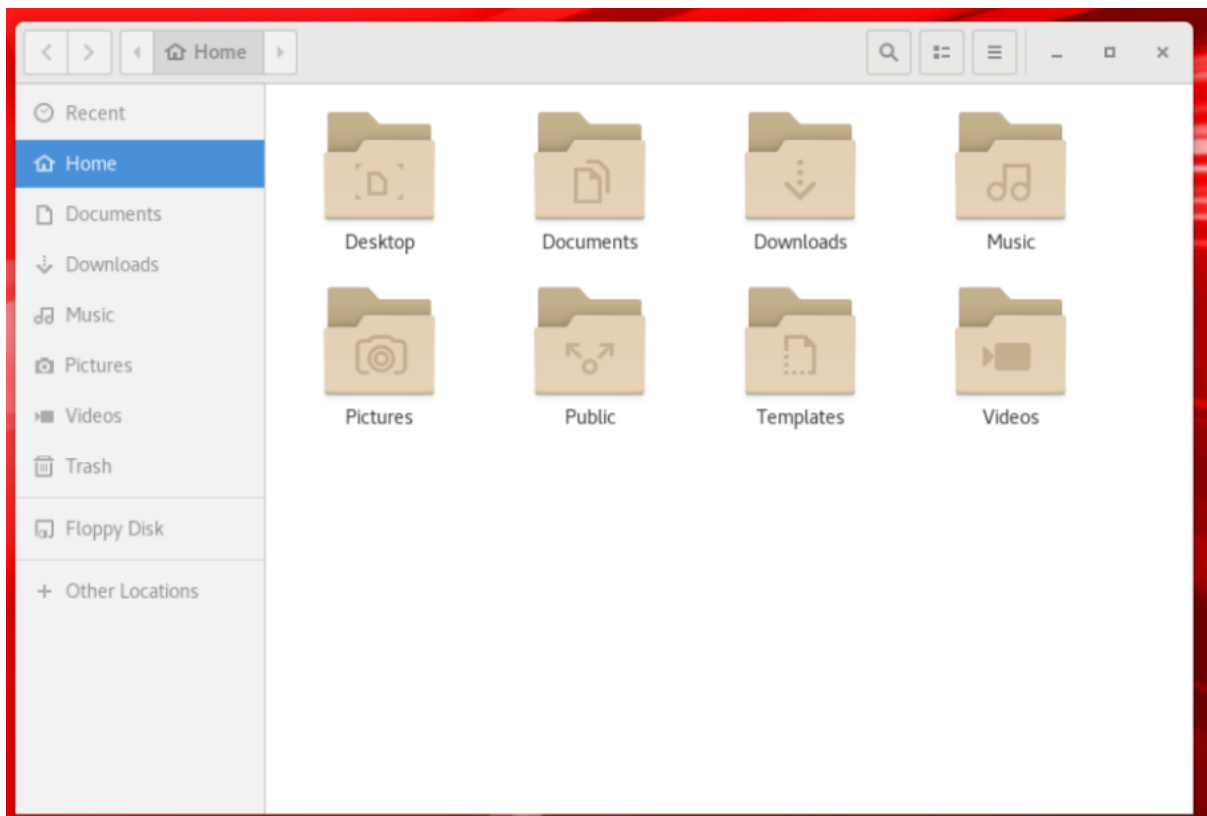 Home
Recent
Home
Documents
Downloads
Music
Pictures
Videos
Trash
Floppy Disk
Other Locations
Desktop Documents Downloads Music
Pictures Public Templates Videos